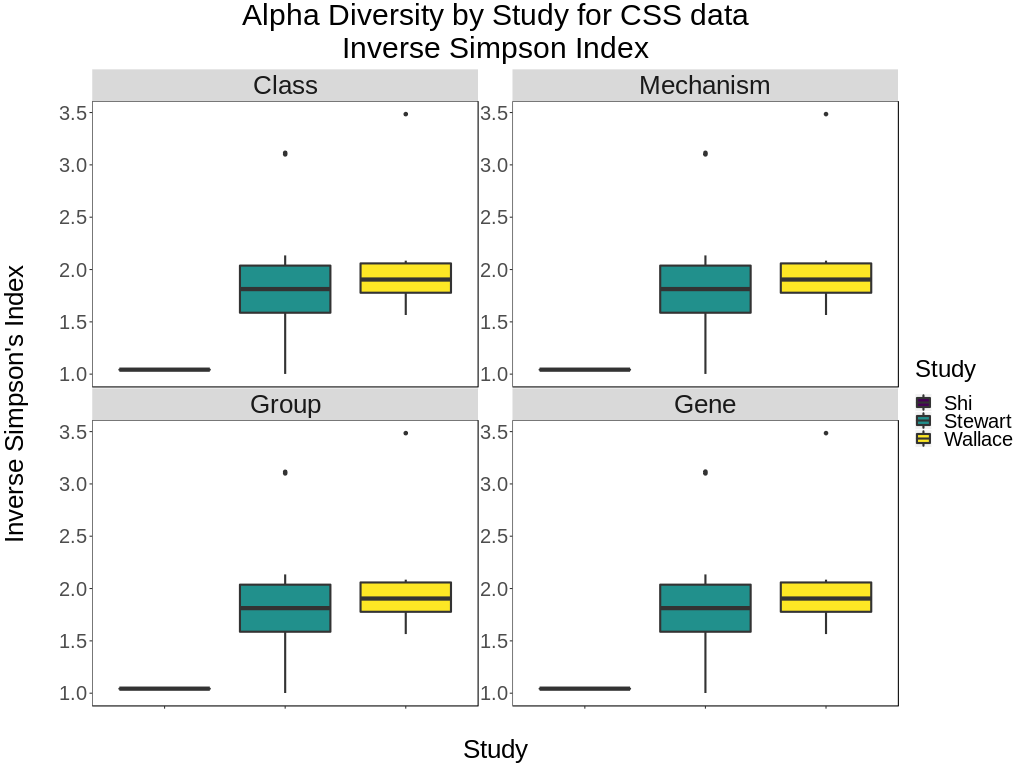 Alpha Diversity by Study for CSS data
Inverse Simpson Index
Class
Mechanism
3.5
3.0
2.5
2.0
1.5
1.0
3.5
3.0
2.5
2.0
1.5
1.0
Group
Gene
3.5
3.0
2.5
2.0
1.5
1.0
3.5
3.0
2.5
2.0
1.5
1.0
Inverse Simpson's Index
Study
Study
Shi
Stewart
Wallace